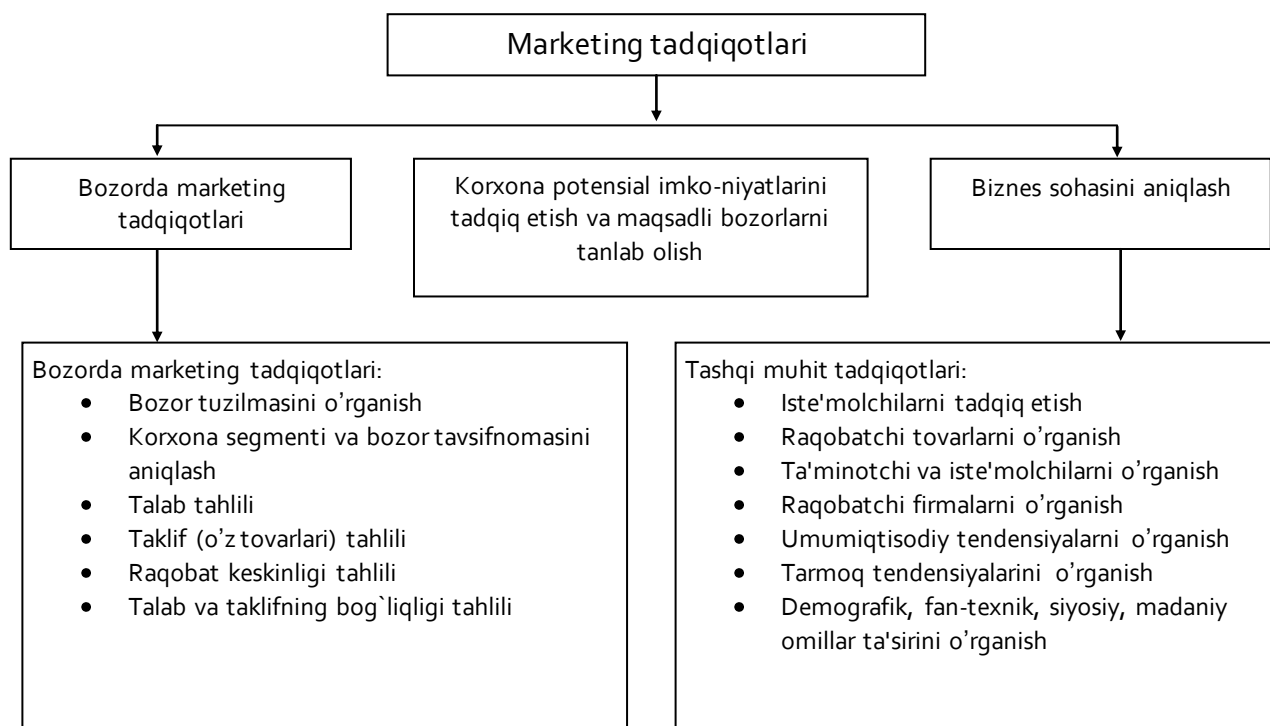 Marketing tadqiqotlari
Bozorda marketing
tadqiqotlari
Korxona potensial imko-niyatlarini
tadqiq etish va maqsadli bozorlarni
tanlab olish
Biznes sohasini aniqlash
Bozorda marketing tadqiqotlari:
• Bozor tuzilmasini o’rganish
• Korxona segmenti va bozor tavsifnomasini
aniqlash
• Talab tahlili
• Taklif (o’z tovarlari) tahlili
• Raqobat keskinligi tahlili
• Talab va taklifning bog`liqligi tahlili
Tashqi muhit tadqiqotlari:
• Iste'molchilarni tadqiq etish
• Raqobatchi tovarlarni o’rganish
• Ta'minotchi va iste'molchilarni o’rganish
• Raqobatchi firmalarni o’rganish
• Umumiqtisodiy tendensiyalarni o’rganish
• Tarmoq tendensiyalarini o’rganish
• Demografik, fan-texnik, siyosiy, madaniy
omillar ta'sirini o’rganish